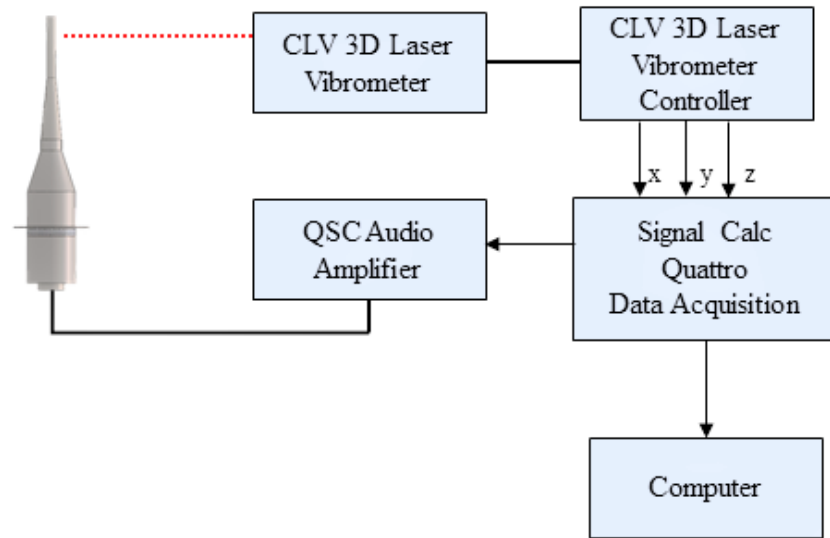 CLV 3D Laser
Vibrometer
CLV 3D Laser
Vibrometer
Controller
x y z
QSC Audio
Amplifier
Signal Calc
Quattro
Data Acquisition
Computer